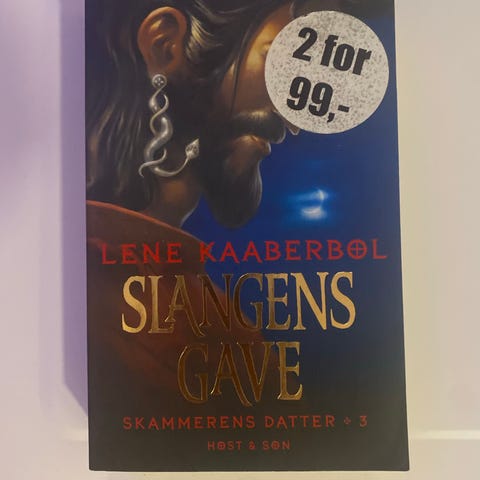 2 for
99,-
LENE KAABERBØL
SLANGENS
GAVE
SKAMMERENS DATTER + 3
HØST & SØN